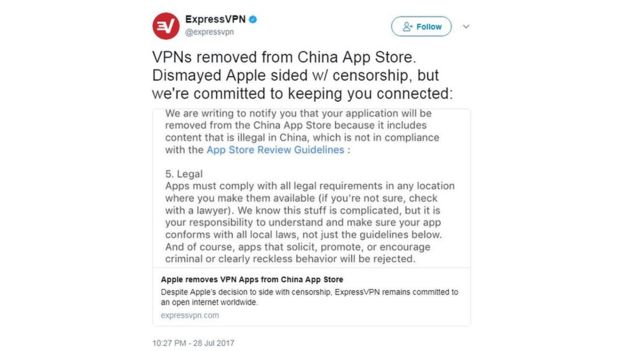 ExpressVPN
@expressvpn
Follow
VPNs removed from China App Store.
Dismayed Apple sided w/ censorship, but
we're committed to keeping you connected:
We are writing to notify you that your application will be
removed from the China App Store because it includes
content that is illegal in China, which is not in compliance
with the App Store Review Guidelines :
5. Legal
Apps must comply with all legal requirements in any location
where you make them available (if you're not sure, check
with a lawyer). We know this stuff is complicated, but it is
your responsibility to understand and make sure your app
conforms with all local laws, not just the guidelines below.
And of course, apps that solicit, promote, or encourage
criminal or clearly reckless behavior will be rejected.
Apple removes VPN Apps from China App Store
Despite Apple's decision to side with censorship, ExpressVPN remains committed to
an open internet worldwide.
expressvpn.com
10:27 PM - 28 Jul 2017